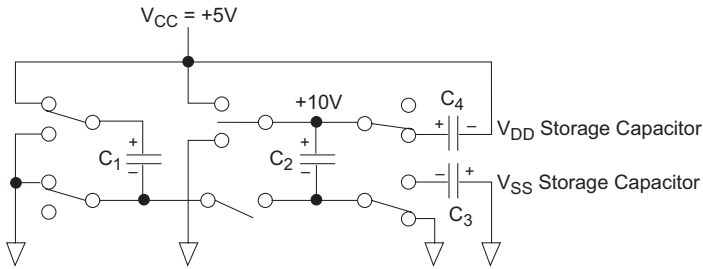 V_CC = +5V
+10V
C_4
+
−
V_DD Storage Capacitor
+
C_1
−
+
C_2
−
−
+
V_SS Storage Capacitor
C_3